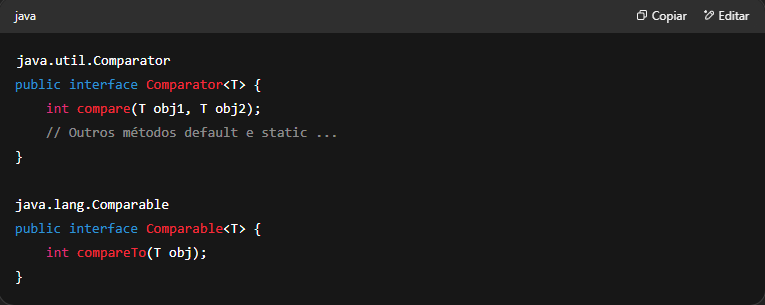 java
Copiar
Editar
java.util.Comparator
public interface Comparator<T> {
    int compare(T obj1, T obj2);
    // Outros métodos default e static ...
}
java.lang.Comparable
public interface Comparable<T> {
    int compareTo(T obj);
}